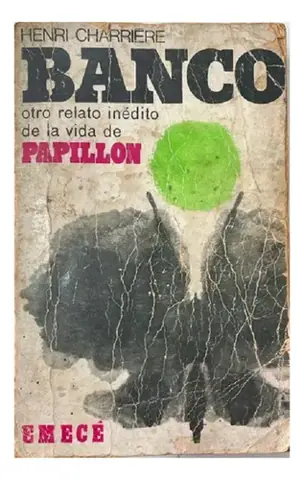 HENRI CHARRIERE
BANCO
otro relato inédito
de la vida de
PAPILLON
EMECÉ